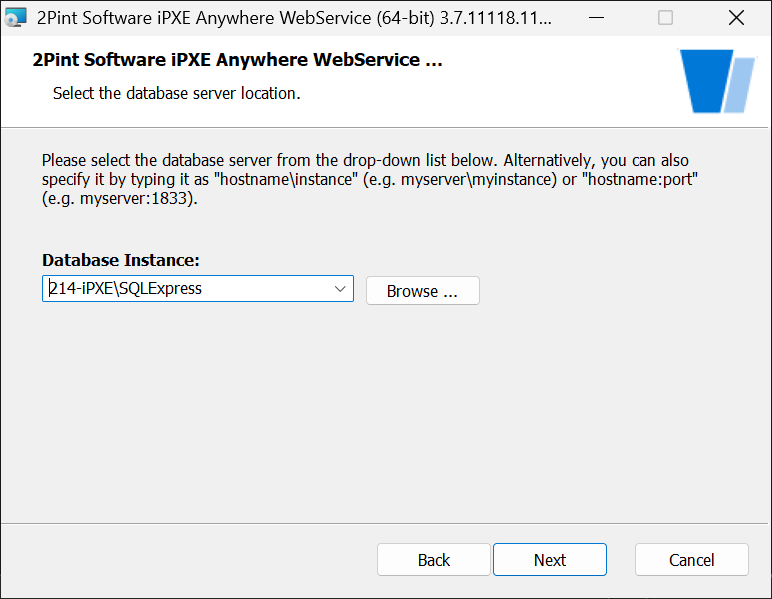 2Pint Software iPXE Anywhere WebService (64-bit) 3.7.11118.11...
2Pint Software iPXE Anywhere WebService ...
Select the database server location.
Please select the database server from the drop-down list below. Alternatively, you can also
specify it by typing it as "hostname\instance" (e.g. myserver\myinstance) or "hostname:port"
(e.g. myserver:1833).
Database Instance:
214-iPXE\SQLExpress
Browse ...
Back
Next
Cancel